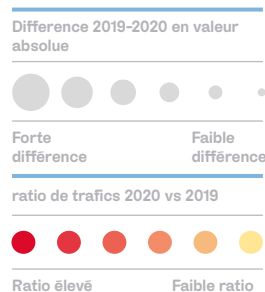 Difference 2019-2020 en valeur
absolue
Forte Faible
différence différence
ratio de trafics 2020 vs 2019
Ratio élevé Faible ratio